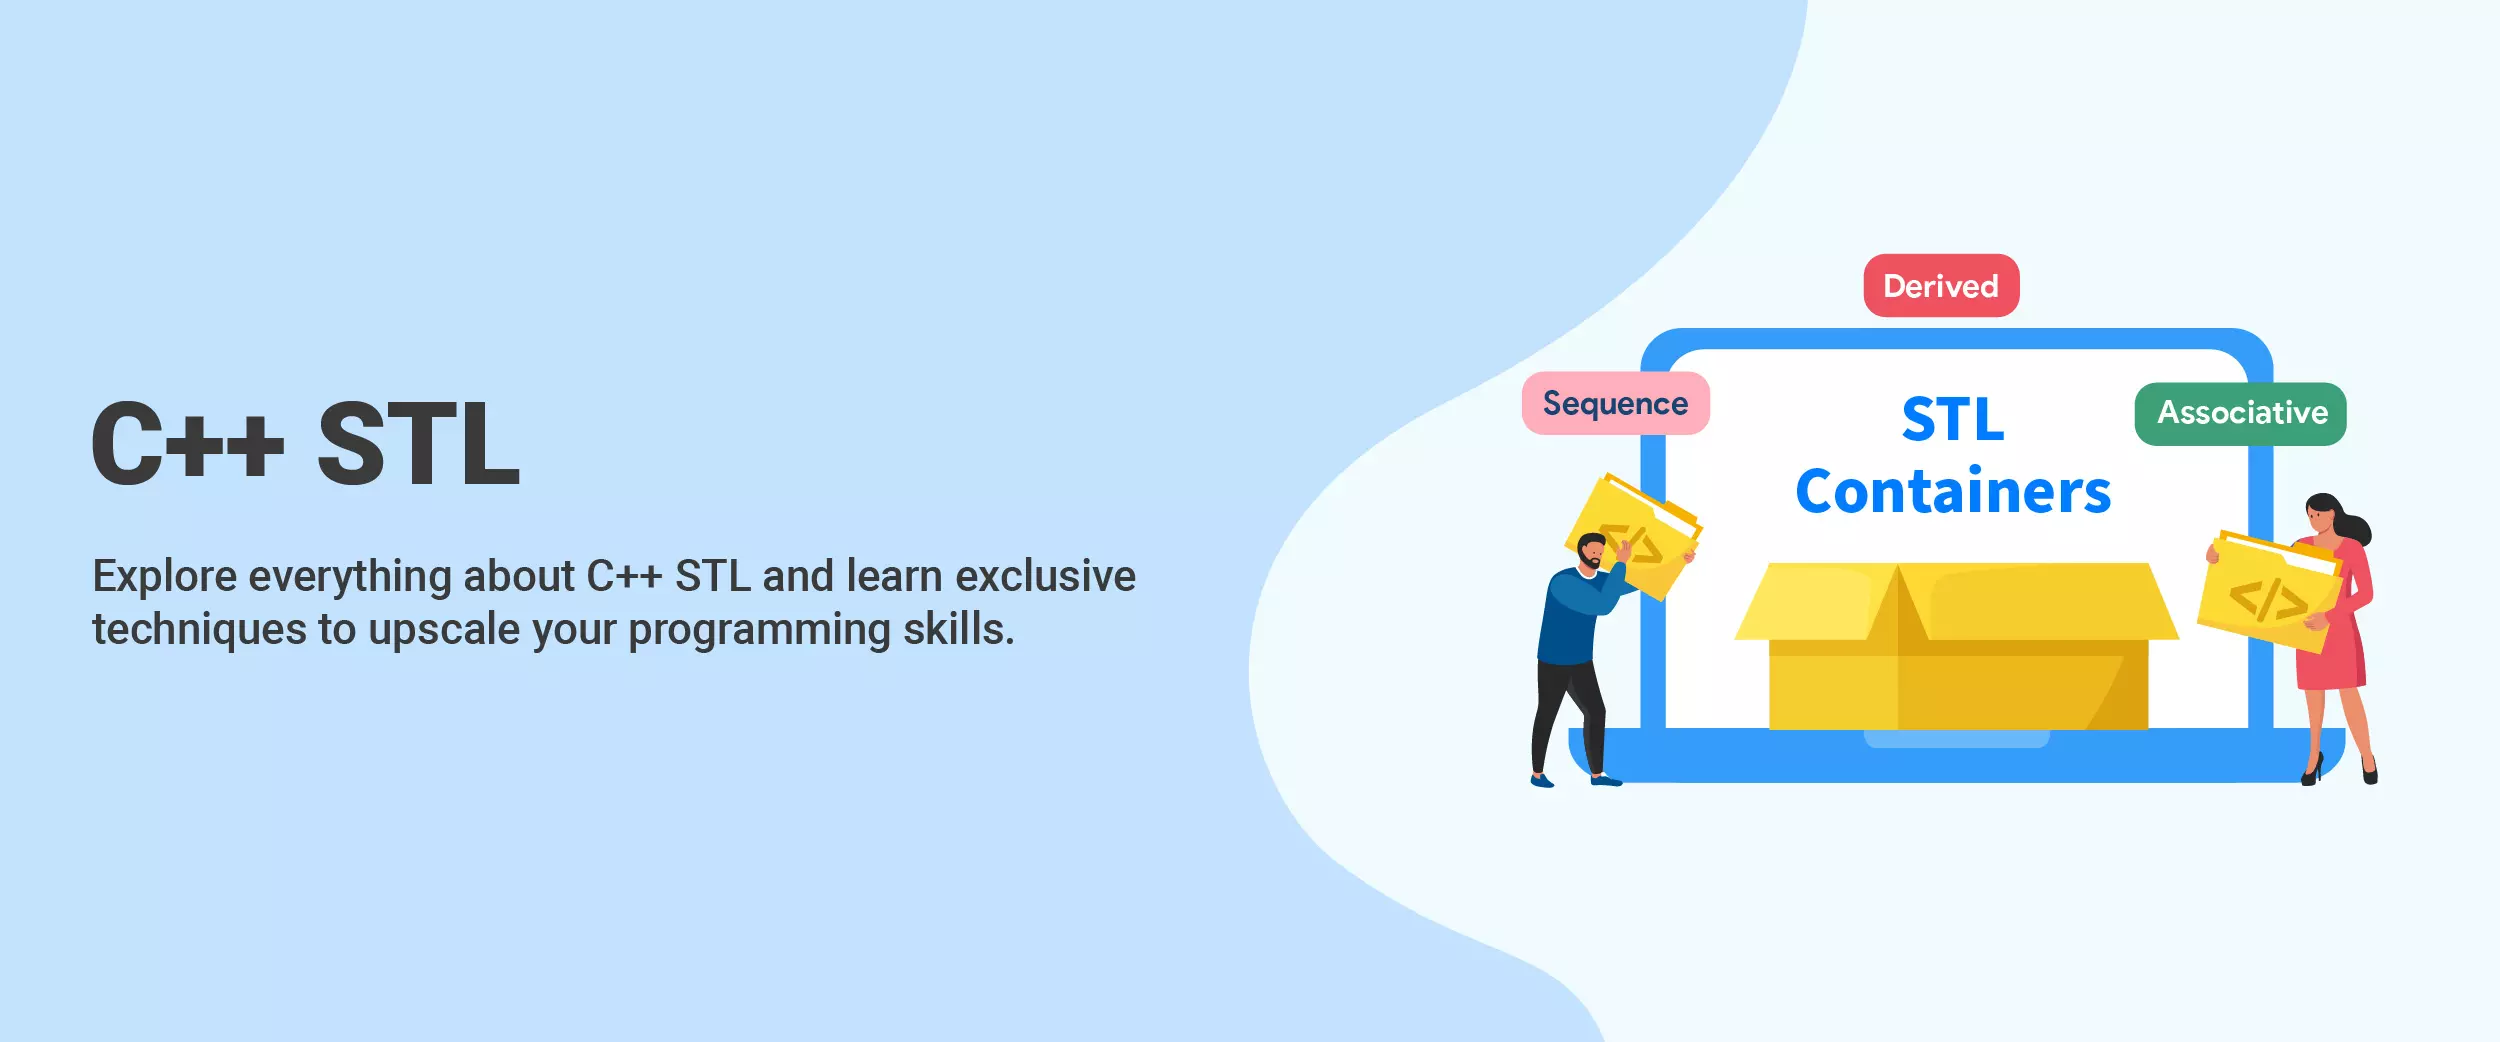 C++ STL
Explore everything about C++ STL and learn exclusive
techniques to upscale your programming skills.
Derived
Sequence
Associative
STL
Containers
</>
</>